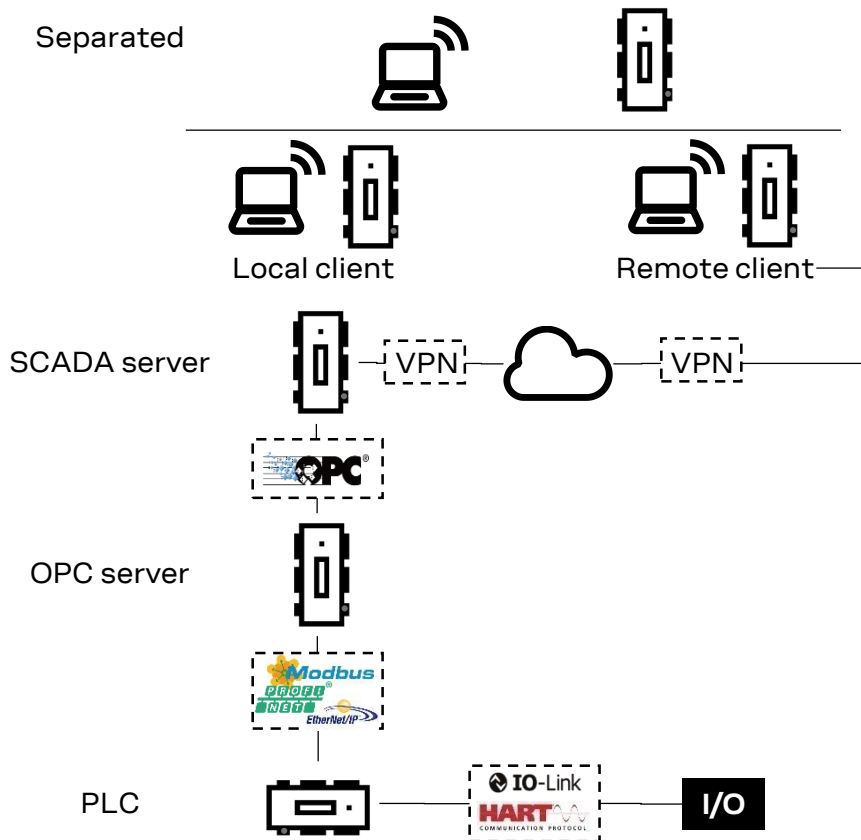 Separated
Local client
Remote client
SCADA server
VPN
VPN
OPC®
OPC server
Modbus
PROFI®
NET
EtherNet/IP
PLC
IO-Link
HART
COMMUNICATION PROTOCOL
I/O